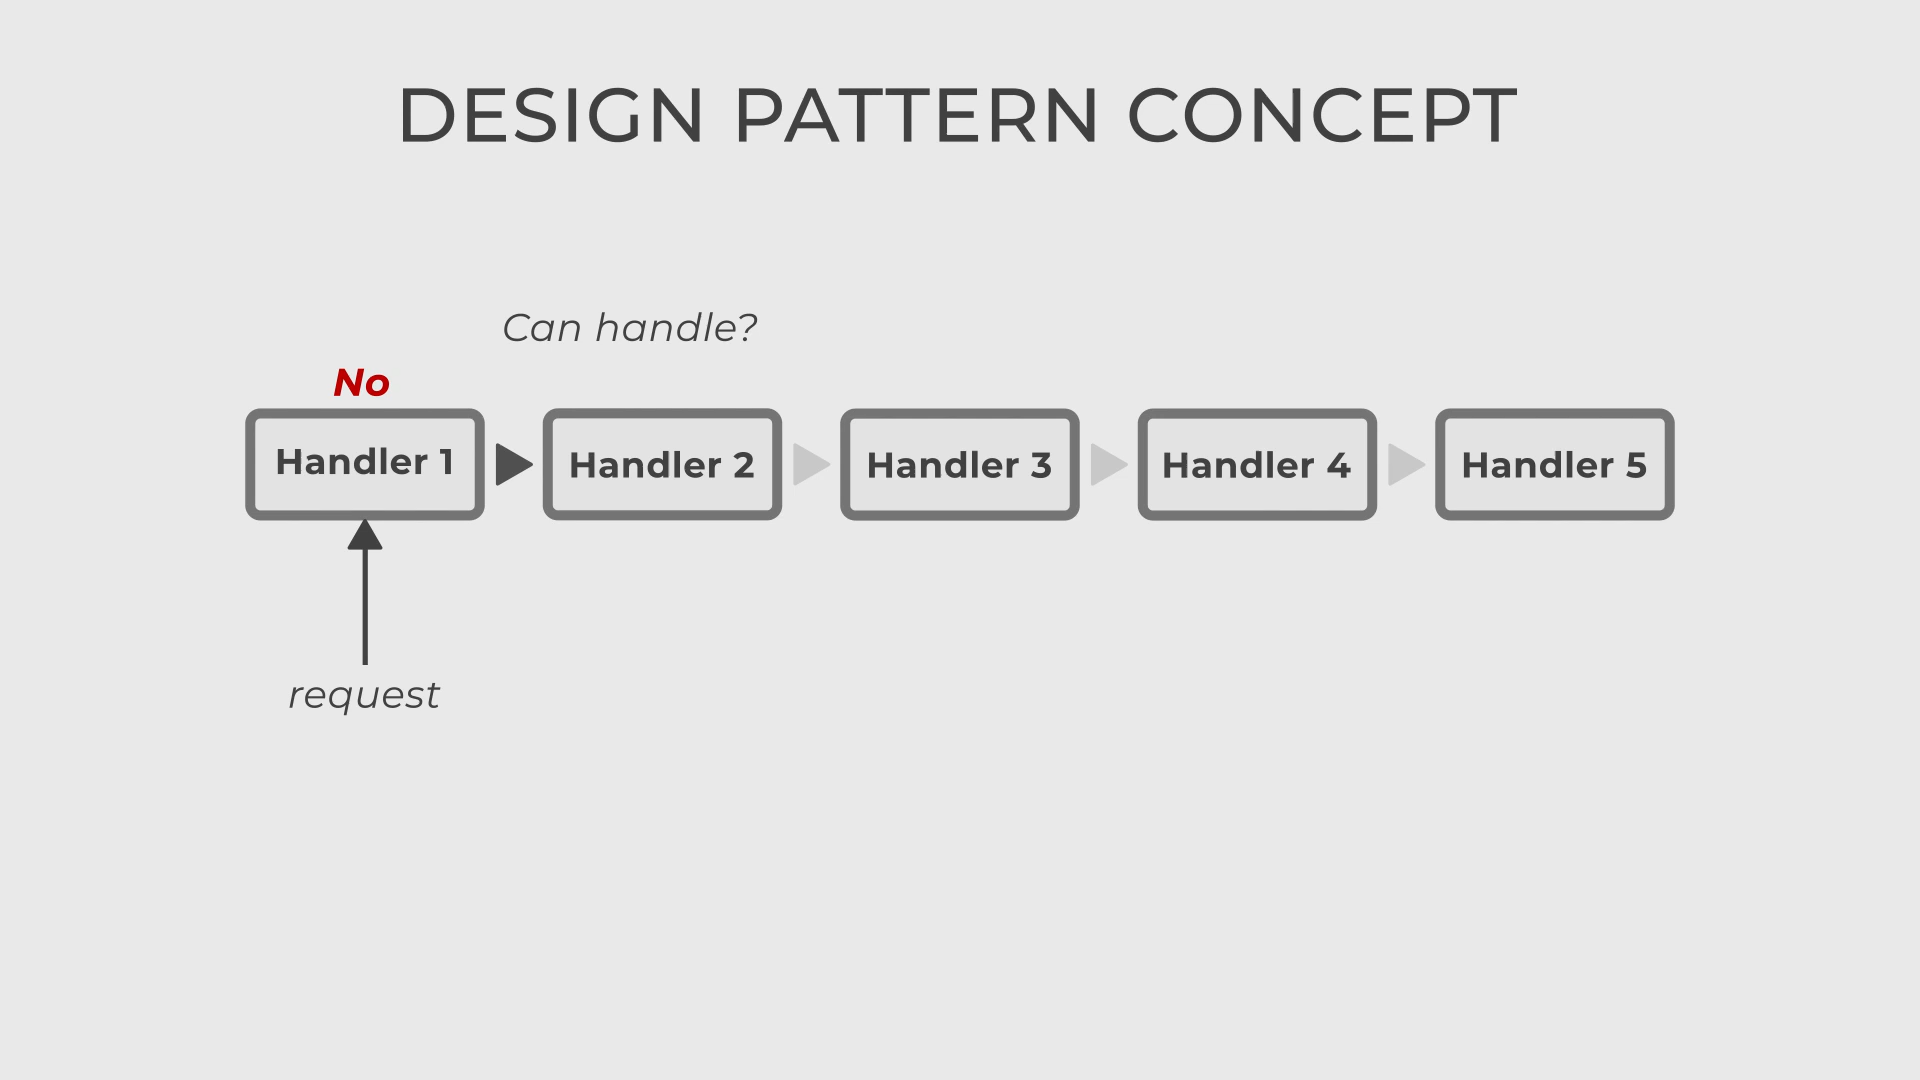 DESIGN PATTERN CONCEPT
Can handle?
No
Handler 1
Handler 2
Handler 3
Handler 4
Handler 5
request